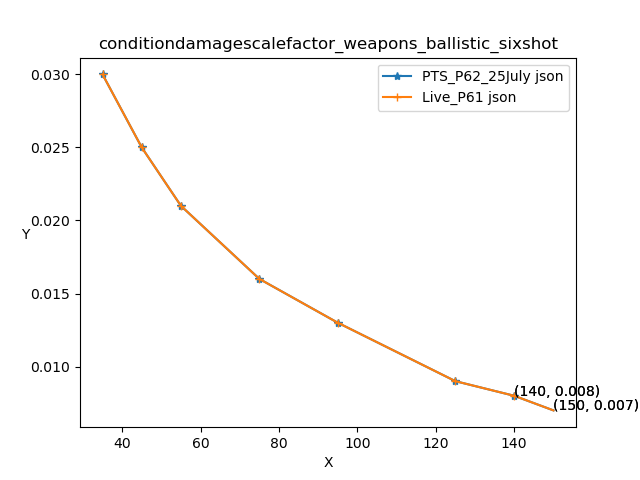 conditiondamagescalefactor_weapons_ballistic_sixshot
PTS_P62_25July json
Live_P61 json
0.030
0.025
0.020
0.015
0.010
Y
(140, 0.008)
(150, 0.007)
40 60 80 100 120 140
X